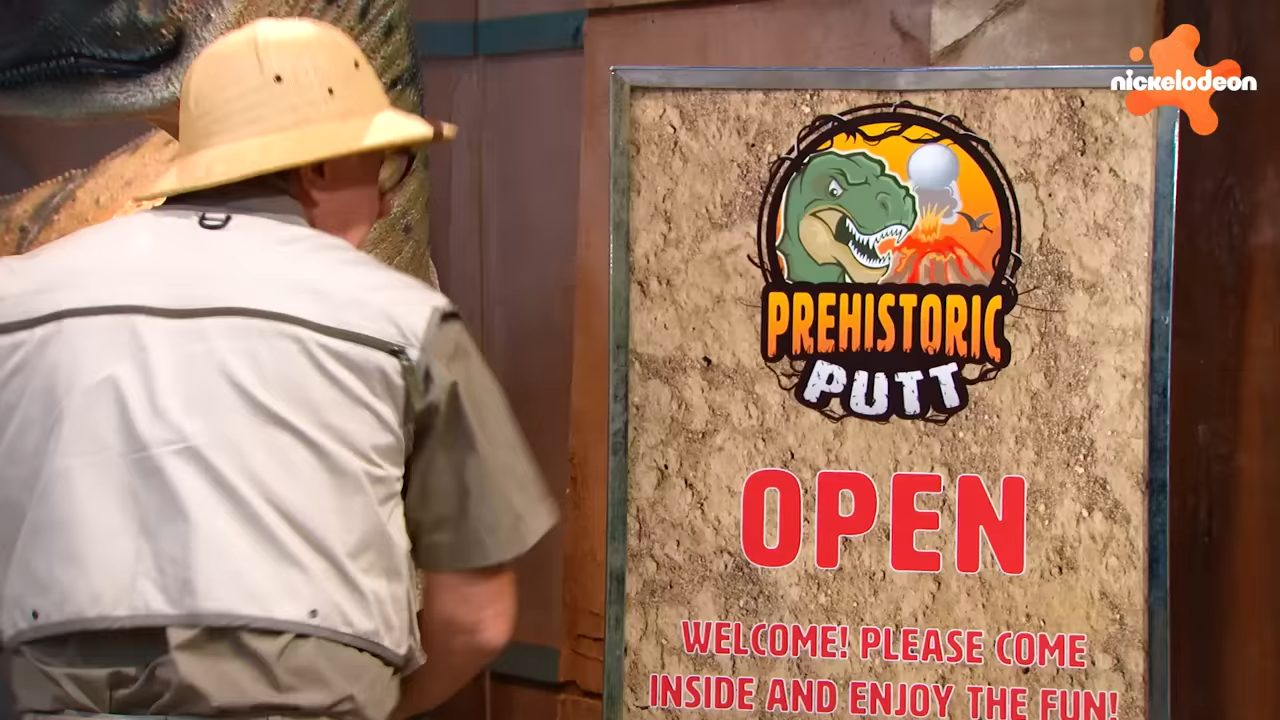 nickelodeon
PREHISTORIC
PUTT
OPEN
WELCOME! PLEASE COME
INSIDE AND ENJOY THE FUN!